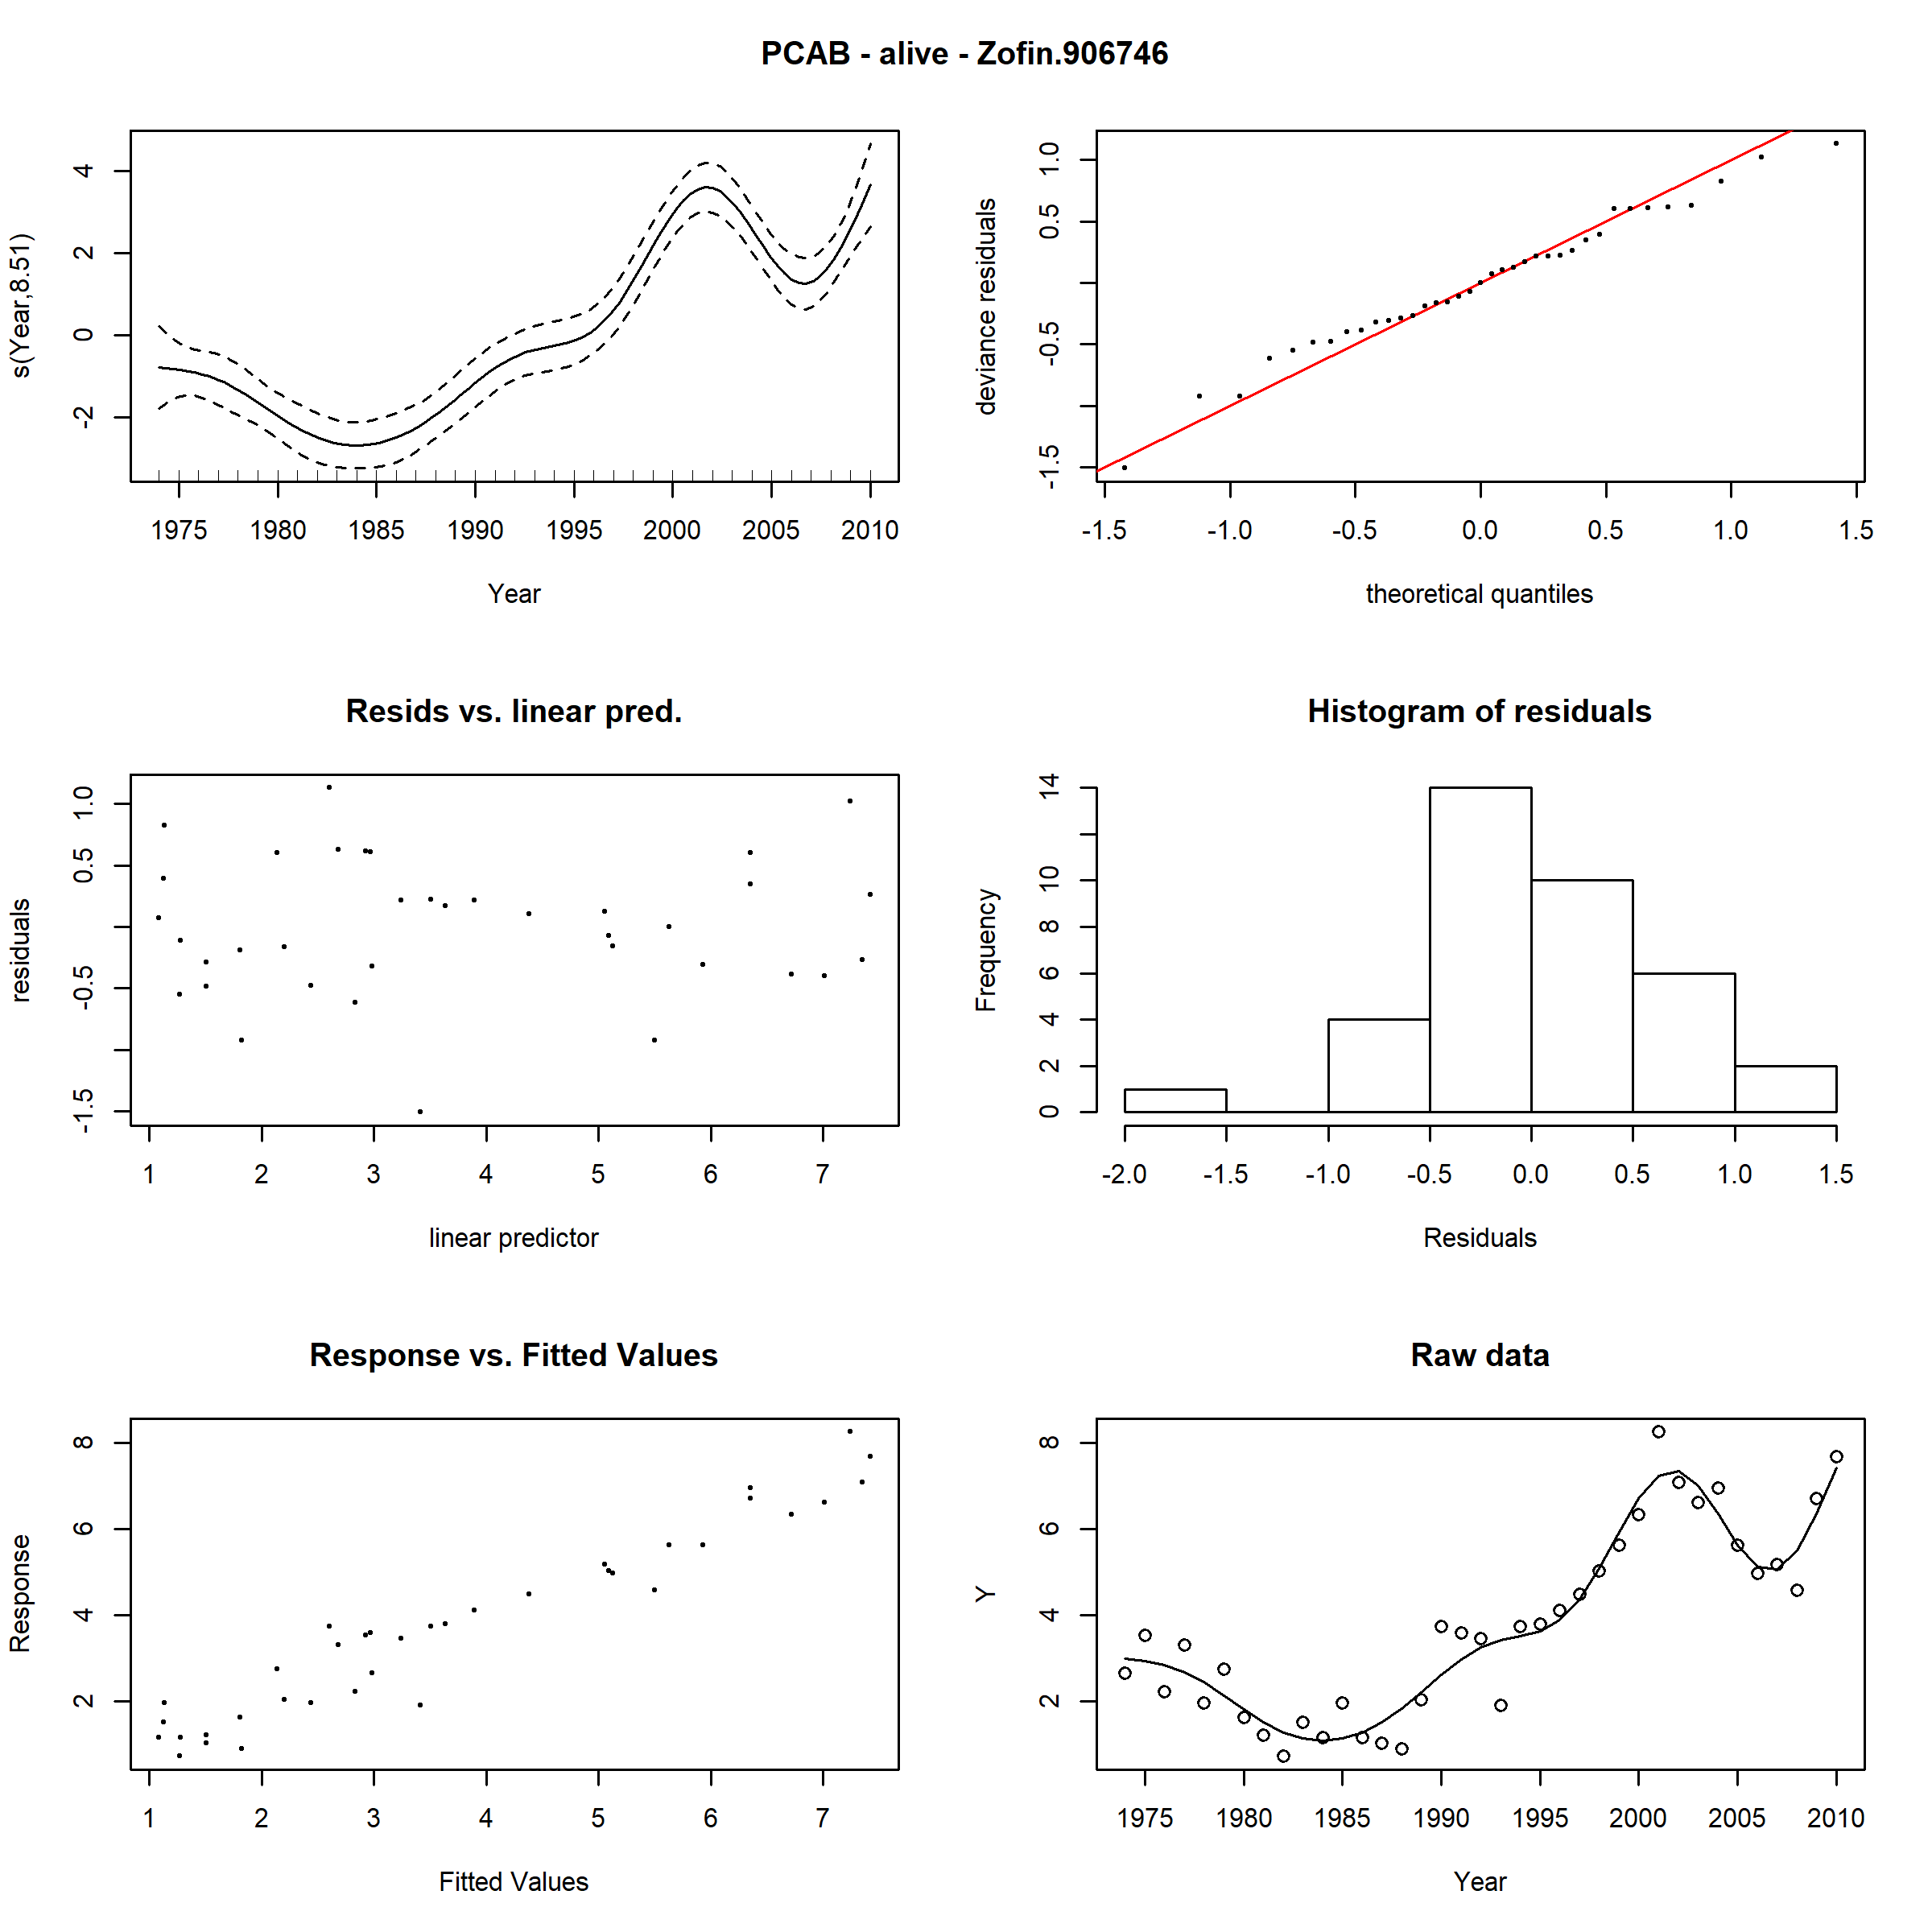 PCAB - alive - Zofin.906746
s(Year,8.51)
4
2
0
-2
1975 1980 1985 1990 1995 2000 2005 2010
Year
deviance residuals
1.0
0.5
-0.5
-1.5
-1.5 -1.0 -0.5 0.0 0.5 1.0 1.5
theoretical quantiles
Resids vs. linear pred.
residuals
1.0
0.5
-0.5
-1.5
1 2 3 4 5 6 7
linear predictor
Histogram of residuals
Frequency
14
10
8
6
4
2
0
-2.0 -1.5 -1.0 -0.5 0.0 0.5 1.0 1.5
Residuals
Response vs. Fitted Values
Response
8
6
4
2
1 2 3 4 5 6 7
Fitted Values
Raw data
Y
8
6
4
2
1975 1980 1985 1990 1995 2000 2005 2010
Year